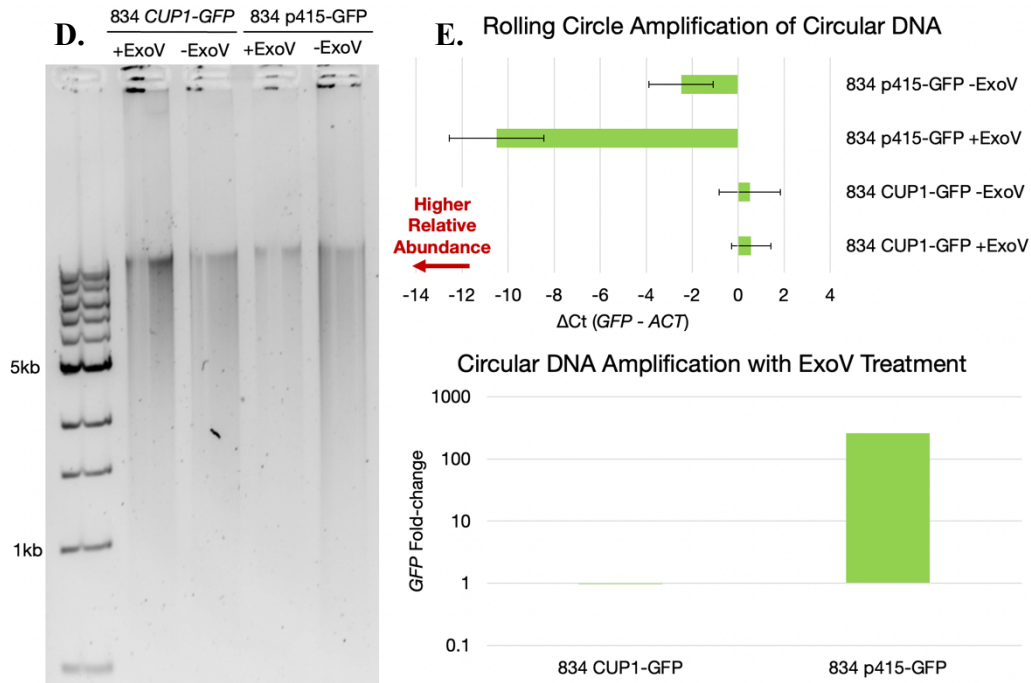 D.
834 CUP1-GFP 834 p415-GFP
+ExoV -ExoV +ExoV -ExoV
5kb
1kb
E.
Rolling Circle Amplification of Circular DNA
834 p415-GFP -ExoV
834 p415-GFP +ExoV
834 CUP1-GFP -ExoV
834 CUP1-GFP +ExoV
Higher
Relative
Abundance
-14 -12 -10 -8 -6 -4 -2 0 2 4
ΔCt (GFP - ACT)
Circular DNA Amplification with ExoV Treatment
GFP Fold-change
1000
100
10
1
0.1
834 CUP1-GFP 834 p415-GFP